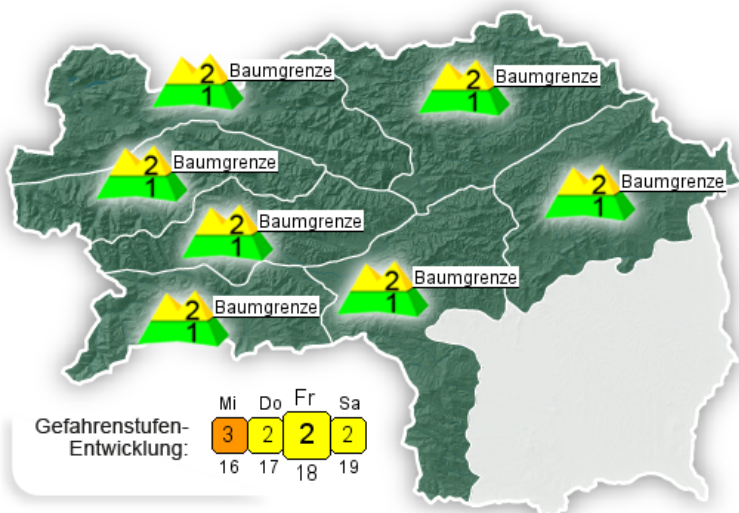 2 Baumgrenze
1
2 Baumgrenze
1
2 Baumgrenze
1
2 Baumgrenze
1
2 Baumgrenze
1
2 Baumgrenze
1
2 Baumgrenze
1
Gefahrenstufen-
Entwicklung:
Mi Do Fr Sa
3 2 2 2
16 17 18 19